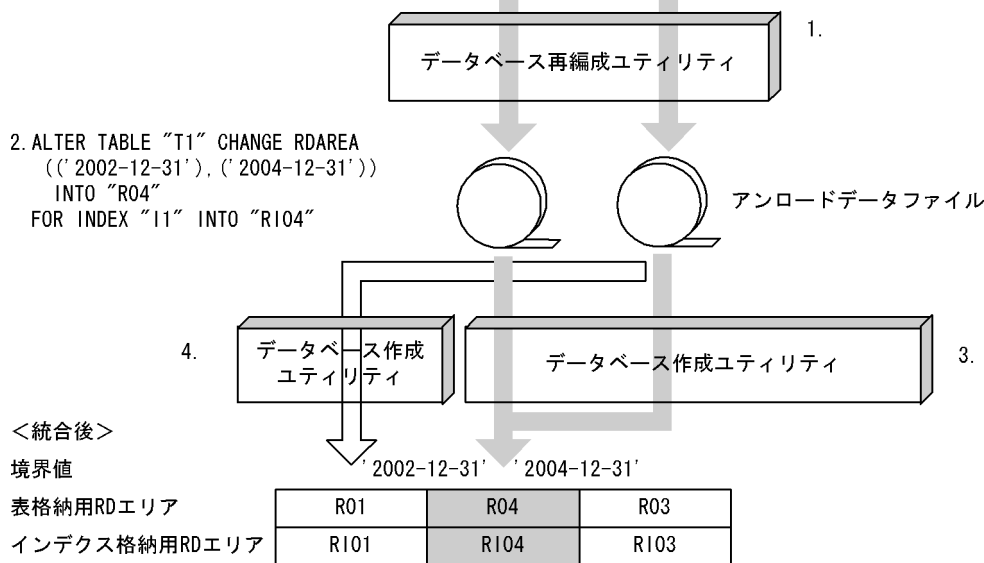 1.
データベース再編成ユティリティ
2.ALTER TABLE "T1" CHANGE RDAREA
(('2002-12-31'),('2004-12-31'))
INTO "R04"
FOR INDEX "I1" INTO "RI04"
アンロードデータファイル
4.
データベース作成
ユティリティ
データベース作成ユティリティ
3.
＜統合後＞
境界値 '2002-12-31' '2004-12-31'
表格納用RDエリア R01 R04 R03
インデクス格納用RDエリア RI01 RI04 RI03